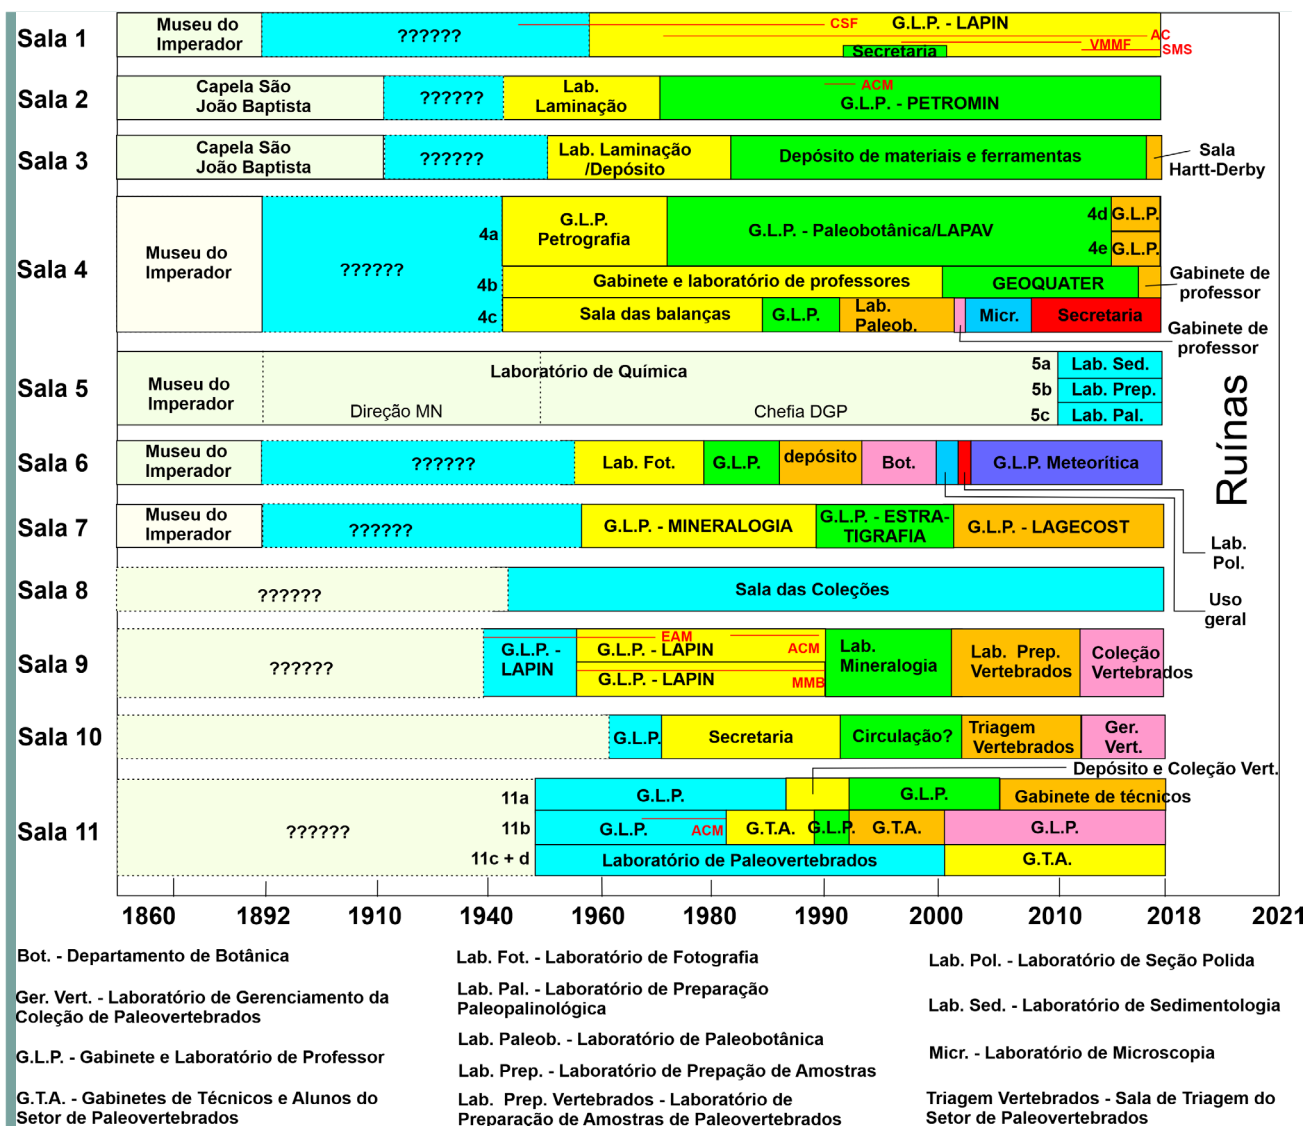 Sala 1
Museu do
Imperador
??????
CSF
G.L.P. - LAPIN
AC
VMMF
SMS
Secretaria
Sala 2
Capela São
João Baptista
??????
Lab.
Laminação
ACM
G.L.P. - PETROMIN
Sala 3
Capela São
João Baptista
??????
Lab. Laminação
/Depósito
Depósito de materiais e ferramentas
Sala
Hartt-Derby
Sala 4
Museu do
Imperador
??????
4a
G.L.P.
Petrografia
G.L.P. - Paleobotânica/LAPAV
4d
G.L.P.
4e
G.L.P.
4b
Gabinete e laboratório de professores
GEOQUATER
Gabinete de
professor
4c
Sala das balanças
G.L.P.
Lab.
Paleob.
Micr.
Secretaria
Gabinete de
professor
Sala 5
Museu do
Imperador
Laboratório de Química
Direção MN
Chefia DGP
5a
Lab. Sed.
5b
Lab. Prep.
5c
Lab. Pal.
Ruínas
Sala 6
Museu do
Imperador
??????
Lab. Fot.
G.L.P.
depósito
Bot.
G.L.P. Meteorítica
Sala 7
Museu do
Imperador
??????
G.L.P. - MINERALOGIA
G.L.P. - ESTRA-
TIGRAFIA
G.L.P. - LAGECOST
Lab.
Pol.
Sala 8
??????
Sala das Coleções
Uso
geral
Sala 9
??????
G.L.P. -
LAPIN
EAM
G.L.P. - LAPIN
ACM
G.L.P. - LAPIN
MMB
Lab.
Mineralogia
Lab. Prep.
Vertebrados
Coleção
Vertebrados
Sala 10
G.L.P.
Secretaria
Circulação?
Triagem
Vertebrados
Ger.
Vert.
Depósito e Coleção Vert.
Sala 11
??????
11a
G.L.P.
G.L.P.
Gabinete de técnicos
11b
G.L.P.
ACM
G.T.A.
G.L.P.
G.T.A.
G.L.P.
11c + d
Laboratório de Paleovertebrados
G.T.A.
1860 1892 1910 1940 1960 1980 1990 2000 2010 2018 2021
Bot. - Departamento de Botânica
Ger. Vert. - Laboratório de Gerenciamento da
Coleção de Paleovertebrados
G.L.P. - Gabinete e Laboratório de Professor
G.T.A. - Gabinetes de Técnicos e Alunos do
Setor de Paleovertebrados
Lab. Fot. - Laboratório de Fotografia
Lab. Pal. - Laboratório de Preparação
Paleopalinológica
Lab. Paleob. - Laboratório de Paleobotânica
Lab. Prep. - Laboratório de Prepação de Amostras
Lab. Prep. Vertebrados - Laboratório de
Preparação de Amostras de Paleovertebrados
Lab. Pol. - Laboratório de Seção Polida
Lab. Sed. - Laboratório de Sedimentologia
Micr. - Laboratório de Microscopia
Triagem Vertebrados - Sala de Triagem do
Setor de Paleovertebrados